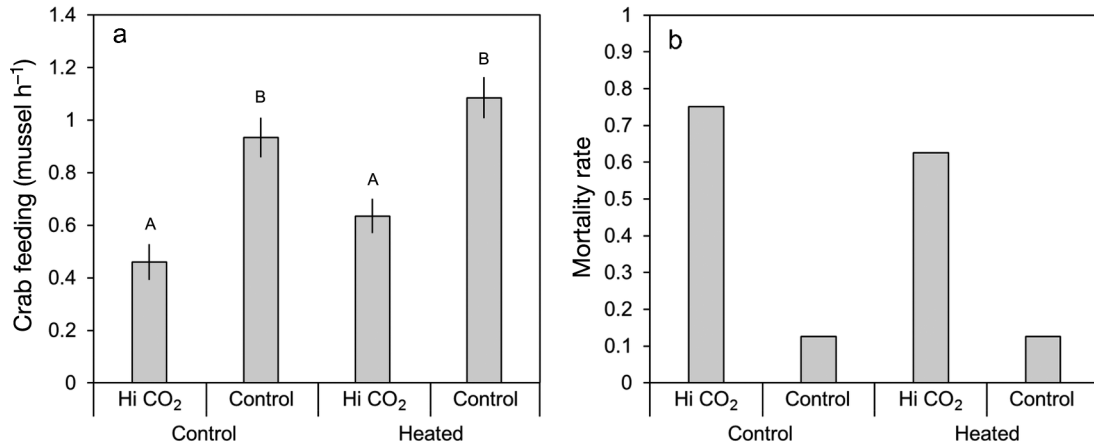 a
Crab feeding (mussel h⁻¹)
1.4
1.2
1
0.8
0.6
0.4
0.2
0
A
B
A
B
Hi CO₂ Control Hi CO₂ Control
Control Heated
b
Mortality rate
1
0.9
0.8
0.7
0.6
0.5
0.4
0.3
0.2
0.1
0
Hi CO₂ Control Hi CO₂ Control
Control Heated